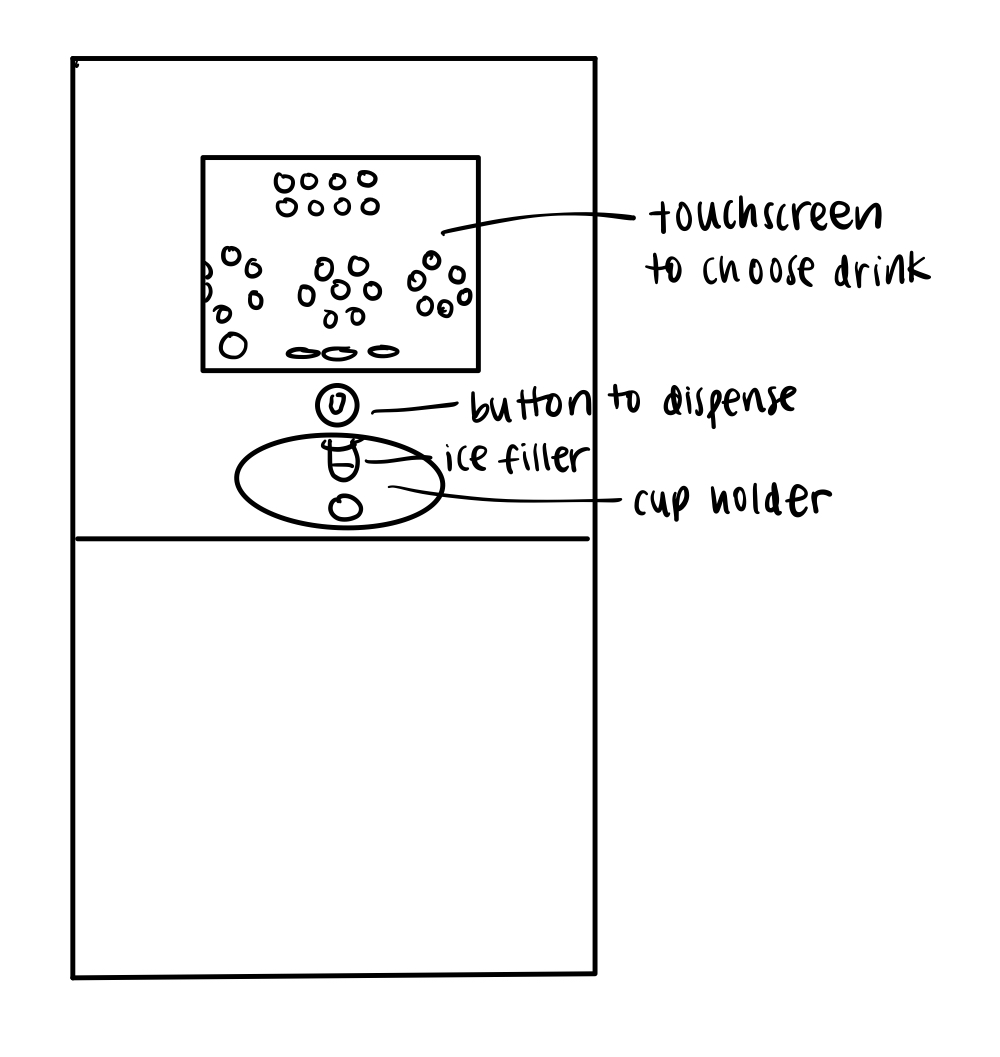 touchscreen
to choose drink
button to dispense
ice filler
cup holder